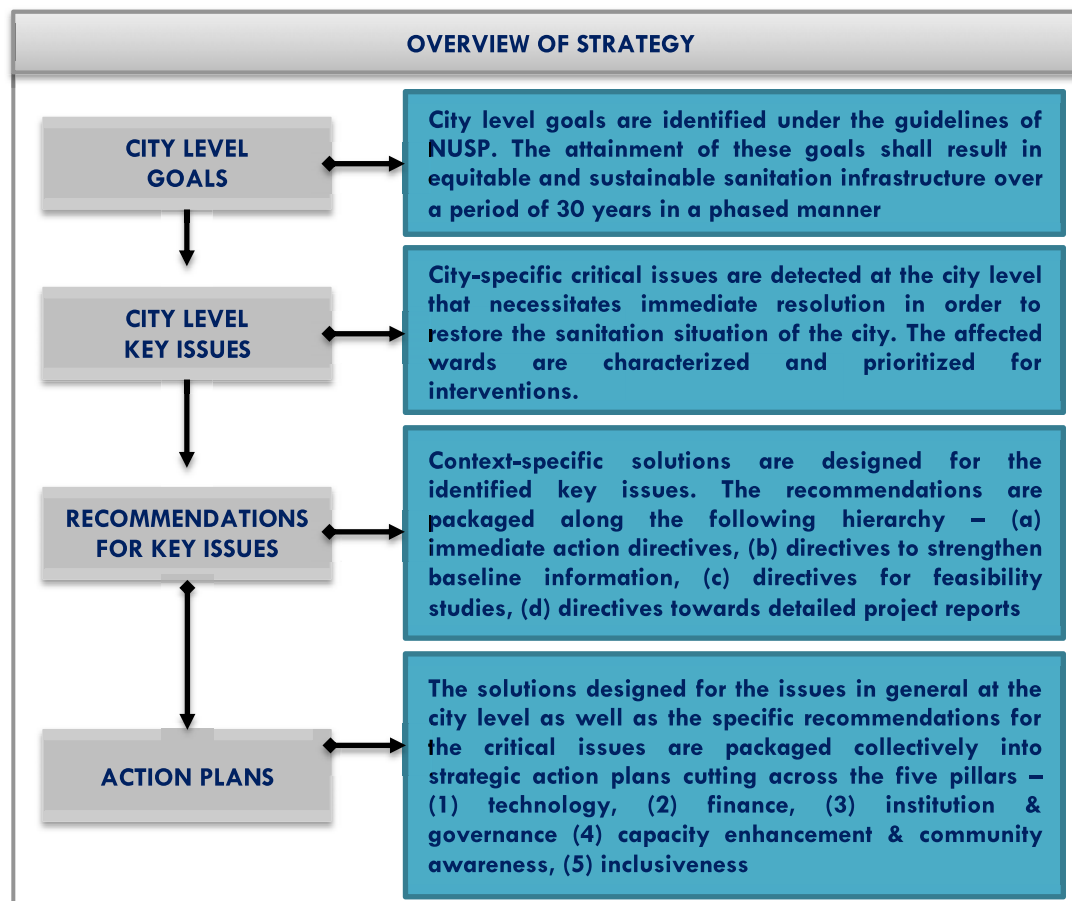 OVERVIEW OF STRATEGY
CITY LEVEL
GOALS
City level goals are identified under the guidelines of
NUSP. The attainment of these goals shall result in
equitable and sustainable sanitation infrastructure over
a period of 30 years in a phased manner
CITY LEVEL
KEY ISSUES
City-specific critical issues are detected at the city level
that necessitates immediate resolution in order to
restore the sanitation situation of the city. The affected
wards are characterized and prioritized for
interventions.
RECOMMENDATIONS
FOR KEY ISSUES
Context-specific solutions are designed for the
identified key issues. The recommendations are
packaged along the following hierarchy – (a)
immediate action directives, (b) directives to strengthen
baseline information, (c) directives for feasibility
studies, (d) directives towards detailed project reports
ACTION PLANS
The solutions designed for the issues in general at the
city level as well as the specific recommendations for
the critical issues are packaged collectively into
strategic action plans cutting across the five pillars –
(1) technology, (2) finance, (3) institution &
governance (4) capacity enhancement & community
awareness, (5) inclusiveness